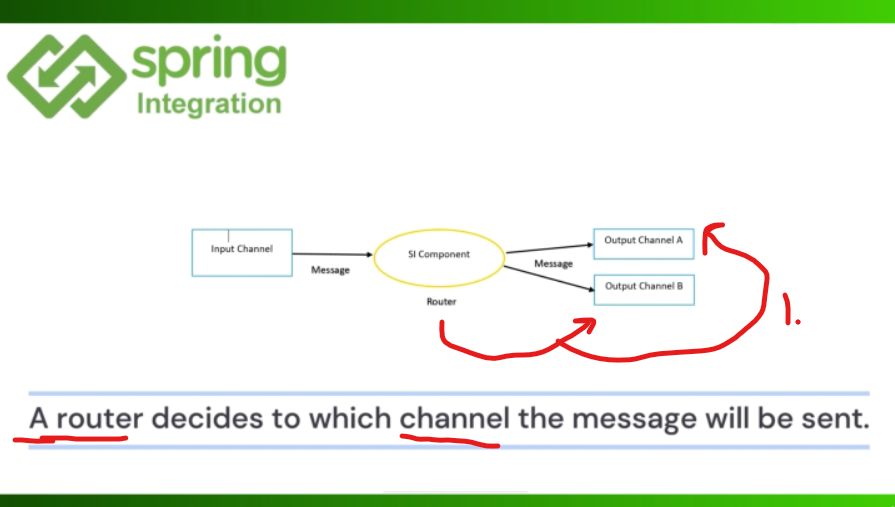 spring
Integration
Input Channel
Message
SI Component
Router
Message
Output Channel A
Output Channel B
1.
A router decides to which channel the message will be sent.